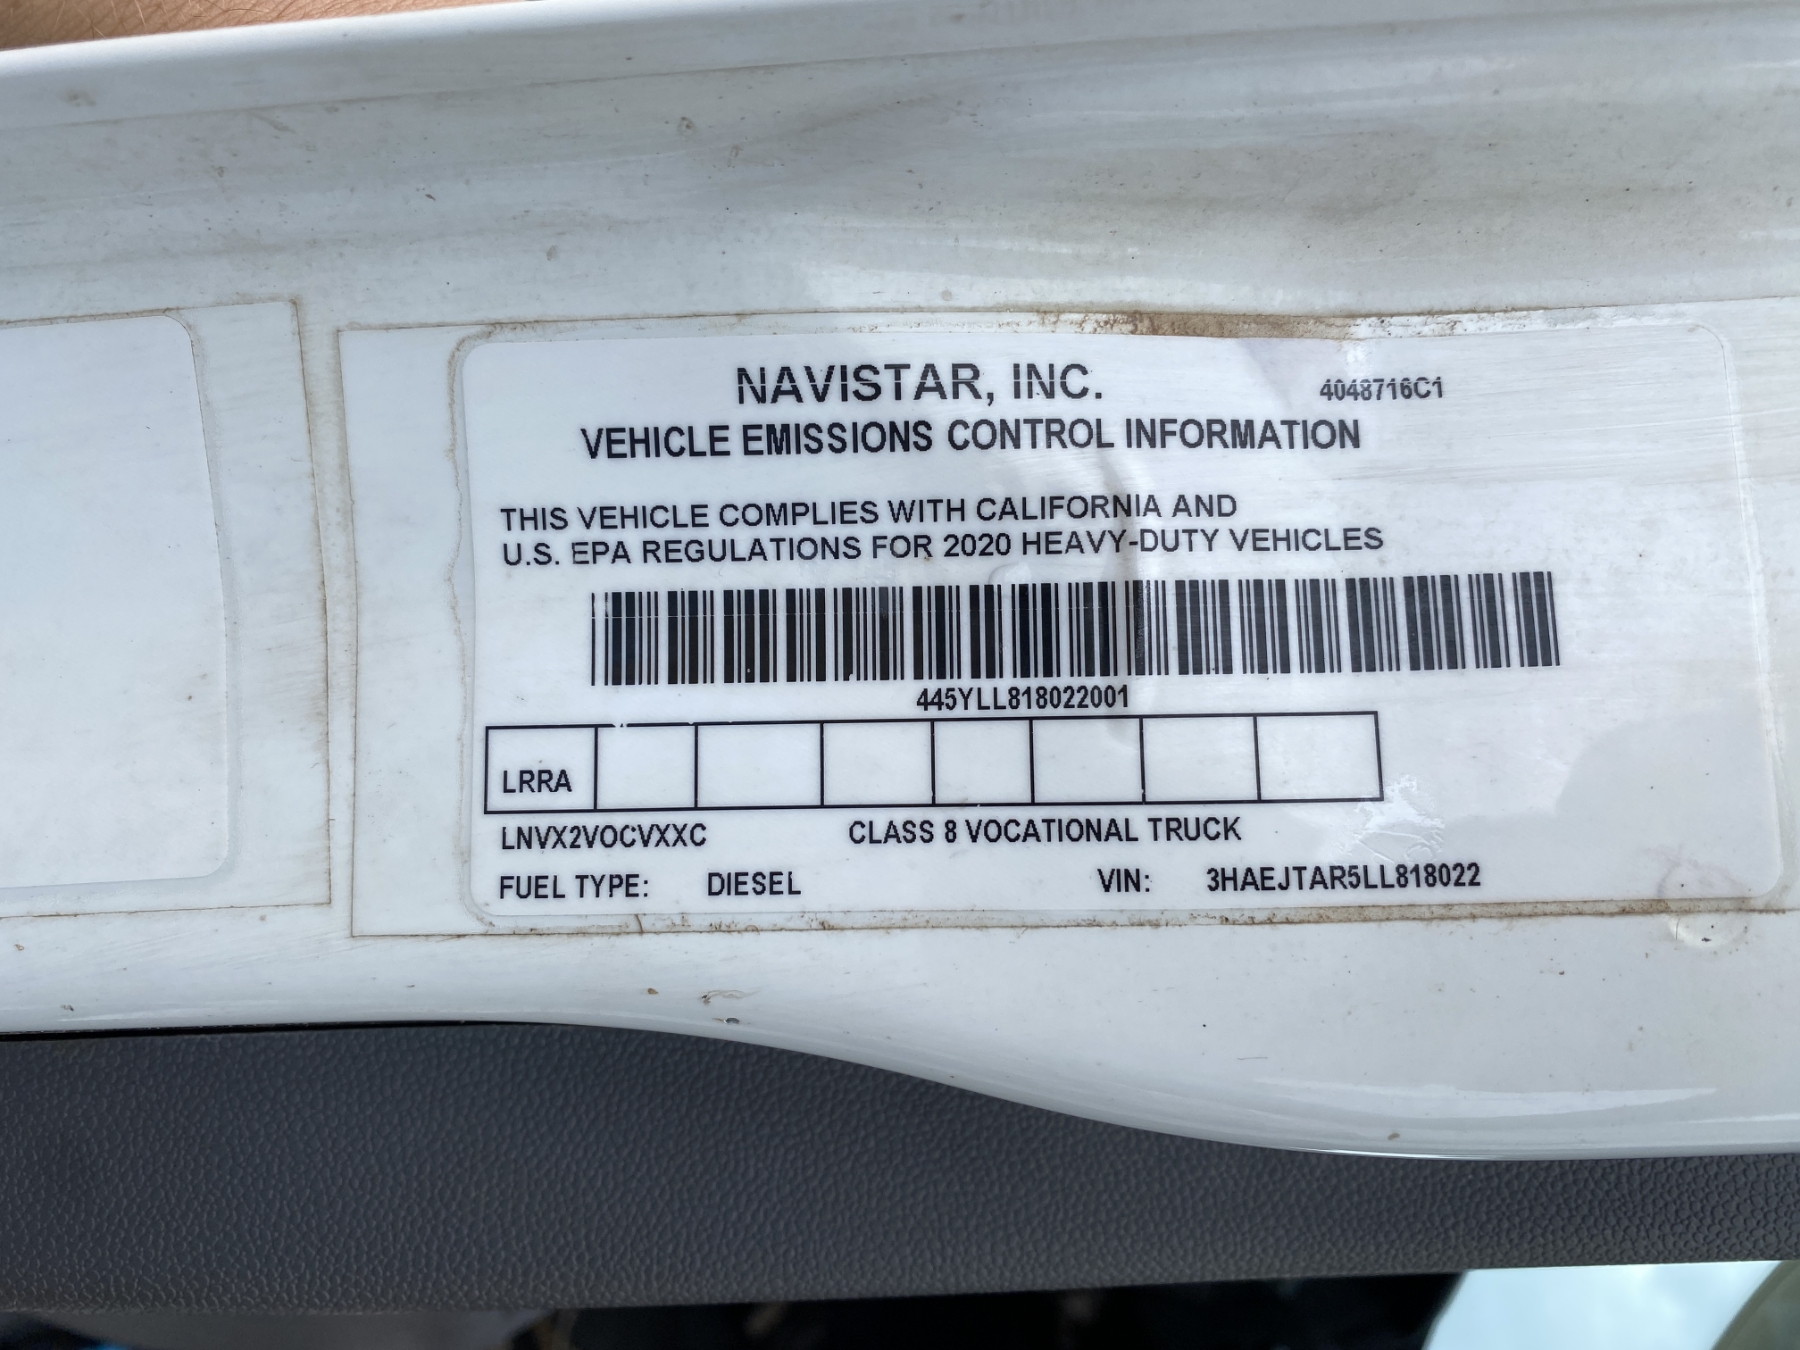 NAVISTAR, INC.
4048716C1
VEHICLE EMISSIONS CONTROL INFORMATION
THIS VEHICLE COMPLIES WITH CALIFORNIA AND
U.S. EPA REGULATIONS FOR 2020 HEAVY-DUTY VEHICLES
445YLL818022001
LRRA
LNVX2VOCVXXC CLASS 8 VOCATIONAL TRUCK
FUEL TYPE: DIESEL VIN: 3HAEJTAR5LL818022